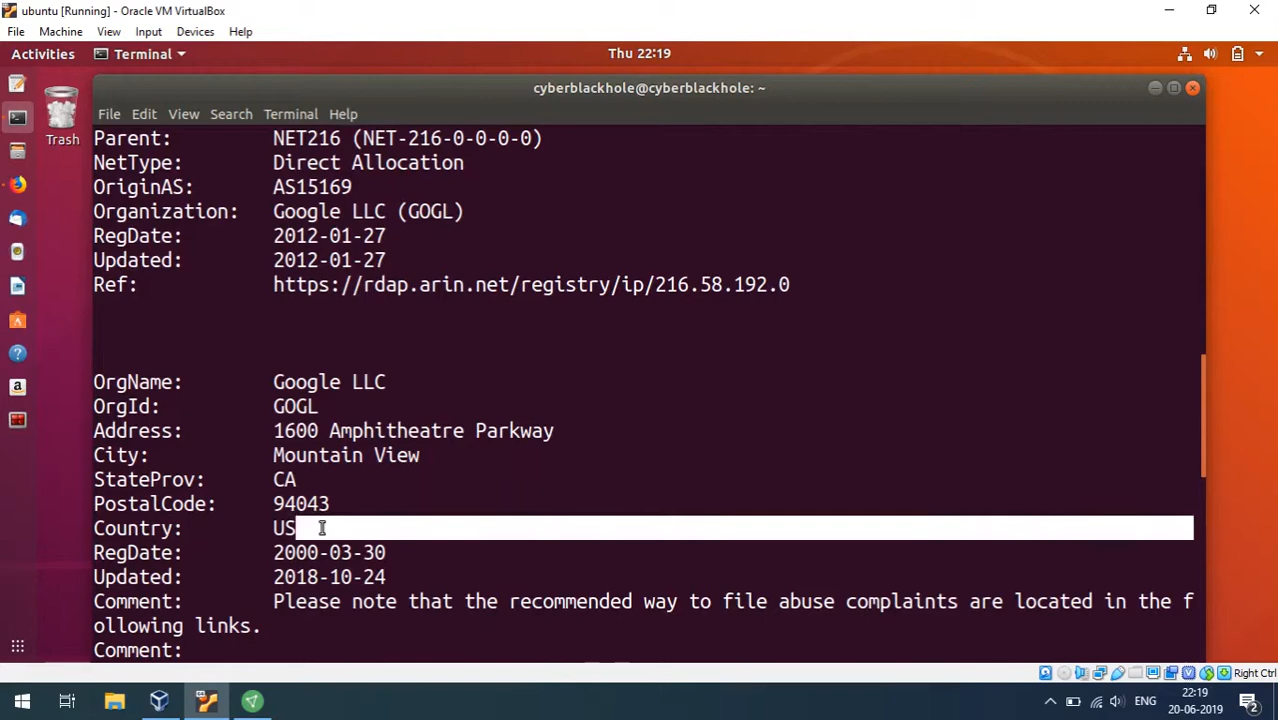 ubuntu [Running] - Oracle VM VirtualBox
File Machine View Input Devices Help
Activities Terminal Thu 22:19
cyberblackhole@cyberblackhole: ~
File Edit View Search Terminal Help
Trash
Parent: NET216 (NET-216-0-0-0-0)
NetType: Direct Allocation
OriginAS: AS15169
Organization: Google LLC (GOGL)
RegDate: 2012-01-27
Updated: 2012-01-27
Ref: https://rdap.arin.net/registry/ip/216.58.192.0
OrgName: Google LLC
OrgId: GOGL
Address: 1600 Amphitheatre Parkway
City: Mountain View
StateProv: CA
PostalCode: 94043
Country: US
RegDate: 2000-03-30
Updated: 2018-10-24
Comment: Please note that the recommended way to file abuse complaints are located in the f
ollowing links.
Comment:
Right Ctrl
ENG 22:19
20-06-2019 2